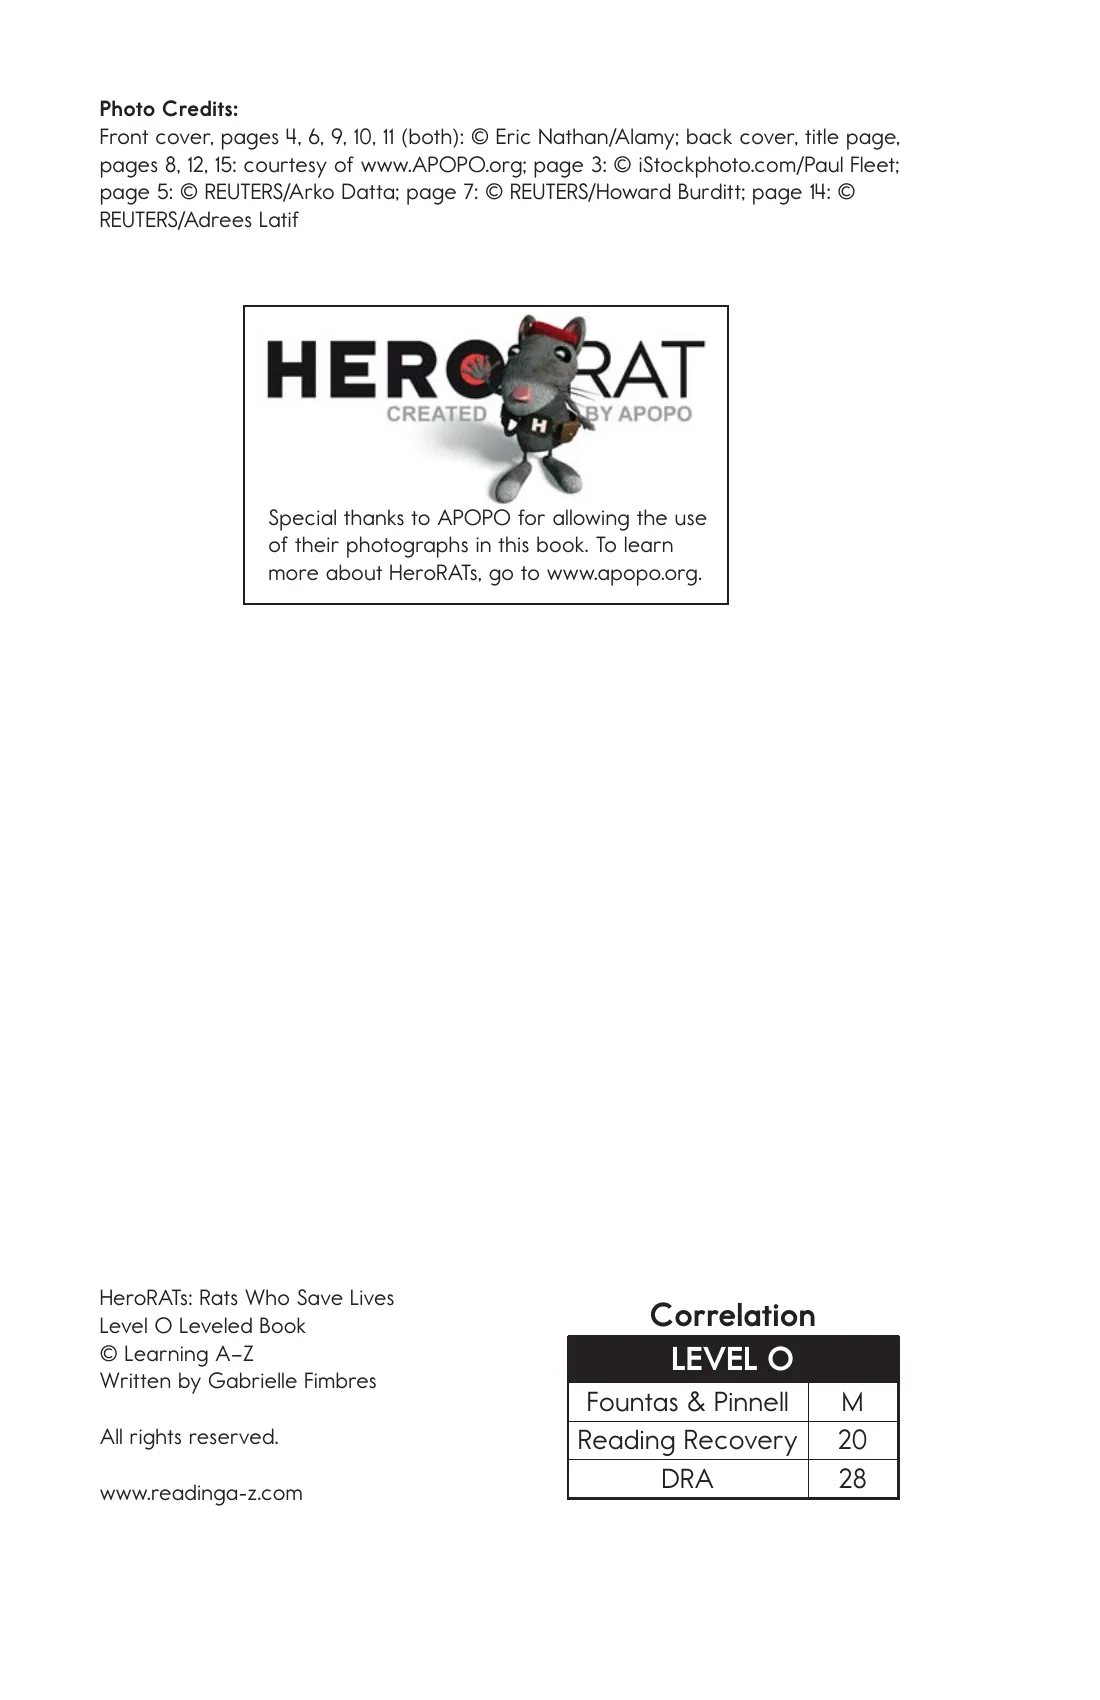 Photo Credits:
Front cover, pages 4, 6, 9, 10, 11 (both): © Eric Nathan/Alamy; back cover, title page,
pages 8, 12, 15: courtesy of www.APOPO.org; page 3: © iStockphoto.com/Paul Fleet;
page 5: © REUTERS/Arko Datta; page 7: © REUTERS/Howard Burditt; page 14: ©
REUTERS/Adrees Latif
HERORAT
CREATED BY APOPO
H
Special thanks to APOPO for allowing the use
of their photographs in this book. To learn
more about HeroRATs, go to www.apopo.org.
HeroRATs: Rats Who Save Lives
Level O Leveled Book
© Learning A–Z
Written by Gabrielle Fimbres
All rights reserved.
www.readinga-z.com
Correlation
LEVEL O
Fountas & Pinnell M
Reading Recovery 20
DRA 28